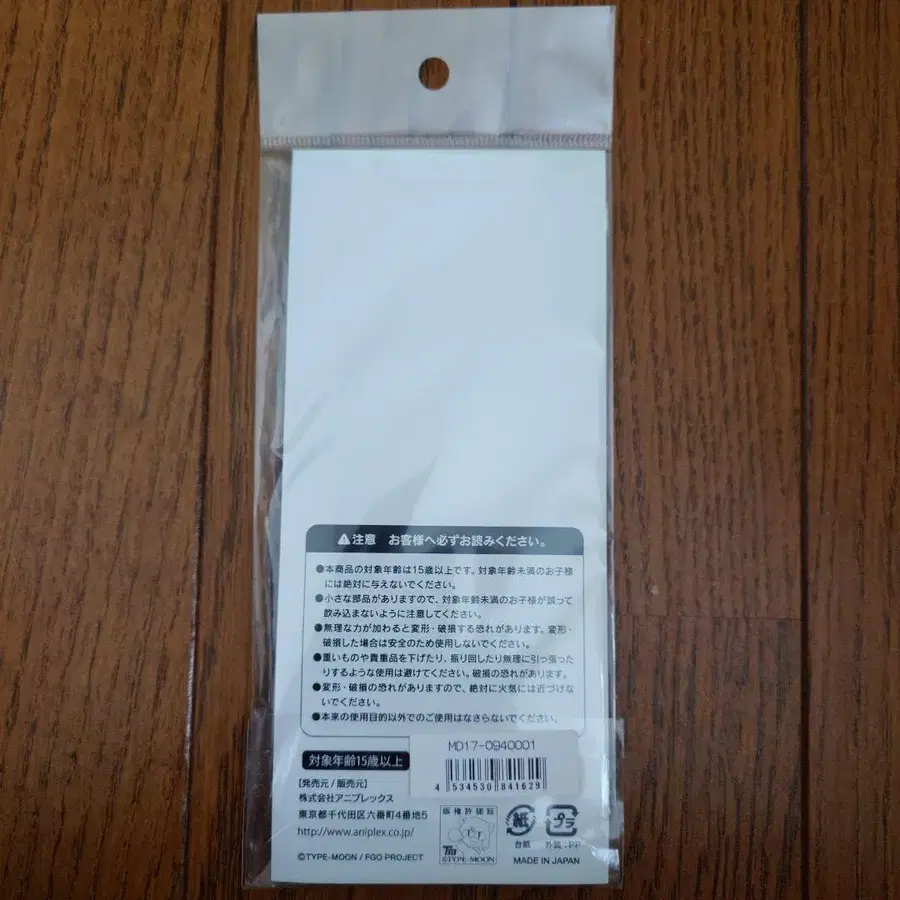 注意 お客様へ必ずお読みください。
●本商品の対象年齢は15歳以上です。対象年齢未満のお子様
には絶対に与えないでください。
●小さな部品がありますので、対象年齢未満のお子様が誤って
飲み込まないように注意してください。
●無理な力が加わると変形・破損する恐れがあります。変形・
破損した場合は安全のため使用しないでください。
●重いものや貴重品を下げたり、振り回したり無理に引っ張った
りするような使用は避けてください。破損の恐れがあります。
●変形・破損の恐れがありますので、絶対に火気には近づけな
いでください。
●本来の使用目的以外でのご使用はなさらないでください。
対象年齢15歳以上
MD17-0940001
4 534530 841629
【発売元/販売元】
株式会社アニプレックス
東京都千代田区六番町4番地5
http://www.aniplex.co.jp/
©TYPE-MOON / FGO PROJECT
版権許諾証
TM
©TYPE-MOON
紙
台紙
プラ
外装:PP
MADE IN JAPAN